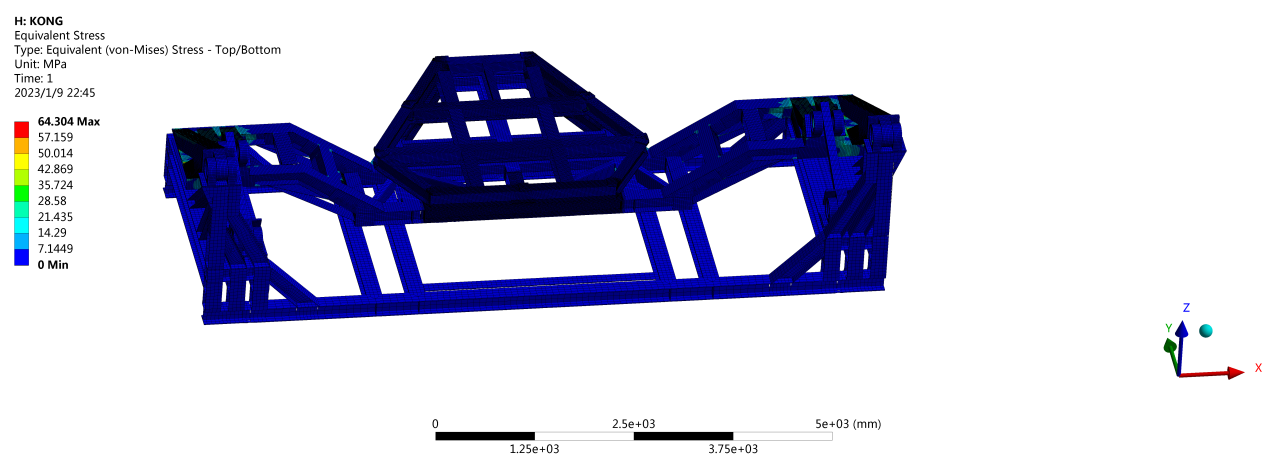 H: KONG
Equivalent Stress
Type: Equivalent (von-Mises) Stress - Top/Bottom
Unit: MPa
Time: 1
2023/1/9 22:45
64.304 Max
57.159
50.014
42.869
35.724
28.58
21.435
14.29
7.1449
0 Min
Z
Y
X
0 2.5e+03 5e+03 (mm)
1.25e+03 3.75e+03